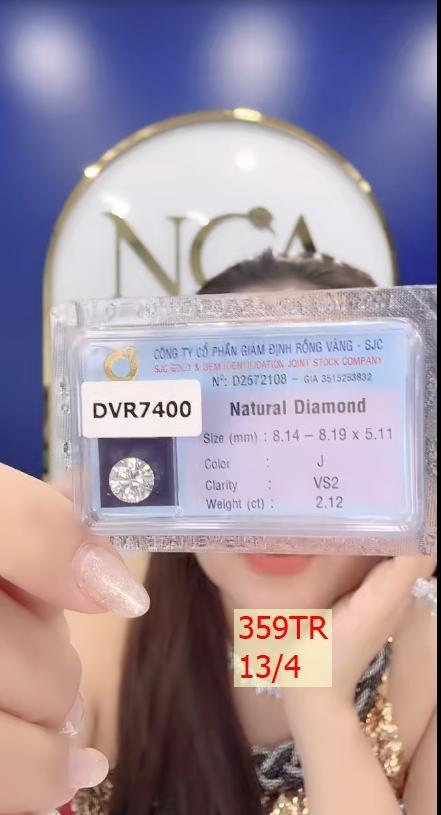 NCA
CÔNG TY CỔ PHẦN GIÁM ĐỊNH RỒNG VÀNG - SJC
SJC GOLD & GEM IDENTIFICATION JOINT STOCK COMPANY
Nº: D2572108 - GIA 3515253832
DVR7400
Natural Diamond
Size (mm) : 8.14 – 8.19 x 5.11
Color : J
Clarity : VS2
Weight (ct) : 2.12
359TR
13/4